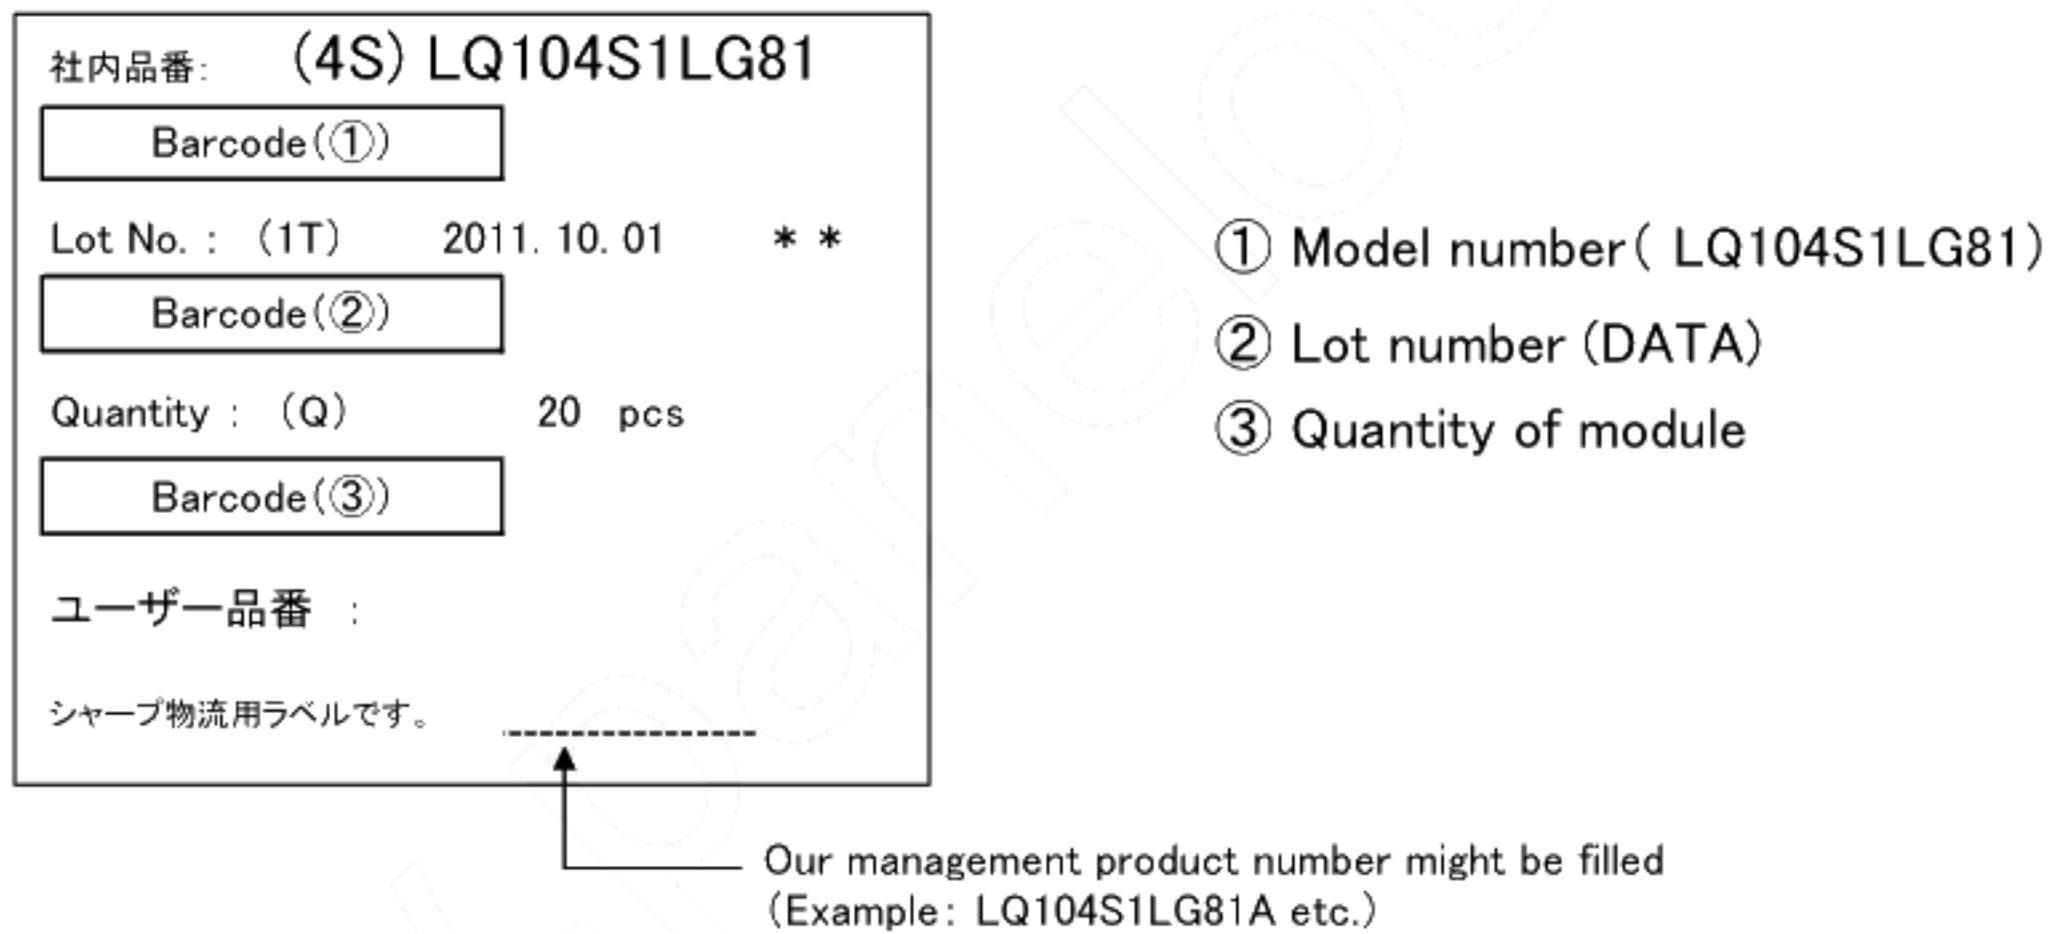 社内品番: (4S) LQ104S1LG81
Barcode(①)
Lot No. : (1T) 2011. 10. 01 * *
Barcode(②)
Quantity : (Q) 20 pcs
Barcode(③)
ユーザー品番 :
シャープ物流用ラベルです。
① Model number( LQ104S1LG81)
② Lot number (DATA)
③ Quantity of module
Our management product number might be filled
(Example: LQ104S1LG81A etc.)